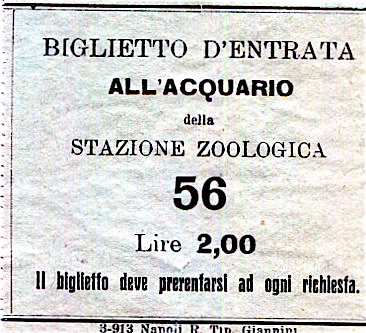 BIGLIETTO D'ENTRATA
ALL'ACQUARIO
della
STAZIONE ZOOLOGICA
56
Lire 2,00
Il biglietto deve prerentarsi ad ogni richiesta.
3-913 Napoli R. Tip. Giannini